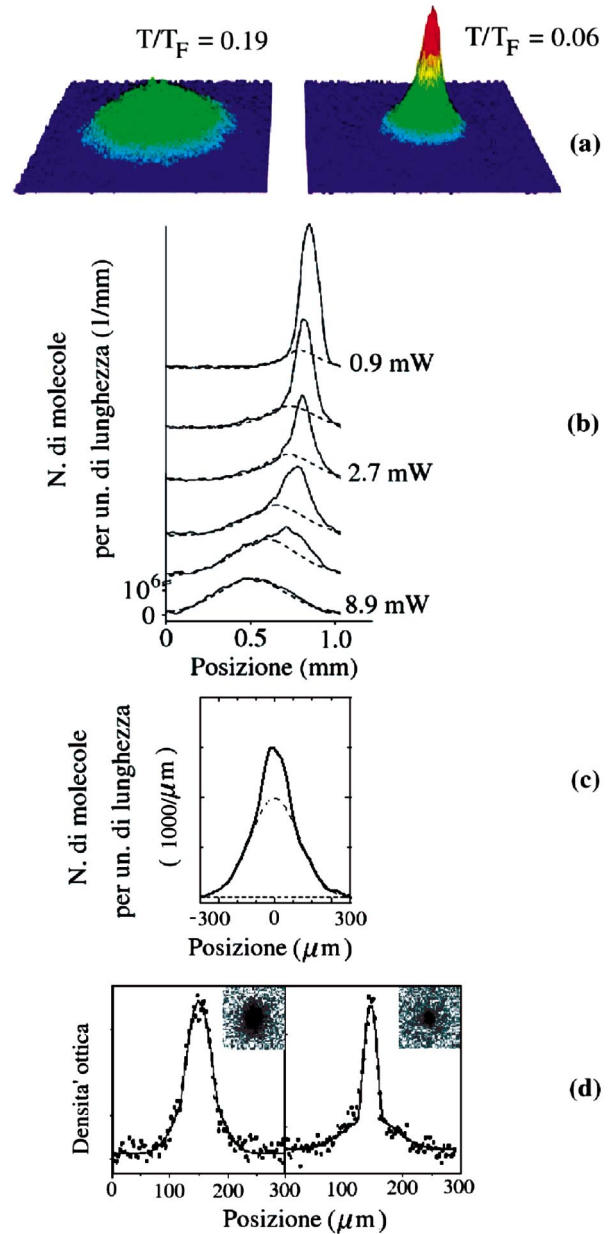 T/T_F = 0.19
T/T_F = 0.06
(a)
N. di molecole
per un. di lunghezza (1/mm)
0.9 mW
2.7 mW
8.9 mW
10^6
0
0 0.5 1.0
Posizione (mm)
(b)
N. di molecole
per un. di lunghezza
( 1000/μm )
-300 0 300
Posizione (μm)
(c)
Densita' ottica
0 100 200 300 100 200 300
Posizione (μm)
(d)